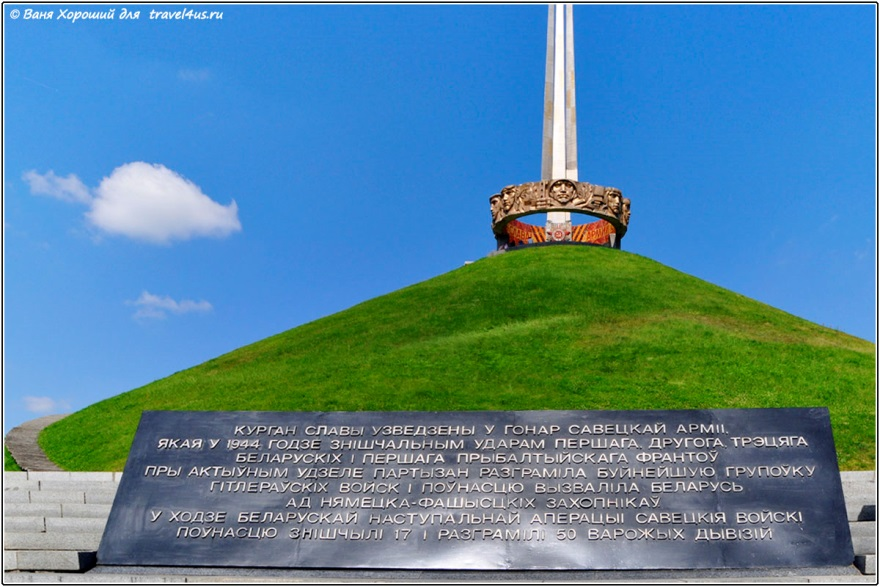 © Ваня Хороший для travel4us.ru
КУРГАН СЛАВЫ УЗВЕДЗЕНЫ У ГОНАР САВЕЦКАЙ АРМІІ,
ЯКАЯ У 1944 ГОДЗЕ ЗНІШЧАЛЬНЫМ УДАРАМ ПЕРШАГА, ДРУГОГА, ТРЭЦЯГА
БЕЛАРУСКІХ І ПЕРШАГА ПРЫБАЛТЫЙСКАГА ФРАНТОЎ
ПРЫ АКТЫЎНЫМ УДЗЕЛЕ ПАРТЫЗАН РАЗГРАМІЛА БУЙНЕЙШУЮ ГРУПОЎКУ
ГІТЛЕРАЎСКІХ ВОЙСК І ПОЎНАСЦЮ ВЫЗВАЛІЛА БЕЛАРУСЬ
АД НЯМЕЦКА-ФАШЫСЦКІХ ЗАХОПНІКАЎ
У ХОДЗЕ БЕЛАРУСКАЙ НАСТУПАЛЬНАЙ АПЕРАЦЫІ САВЕЦКІЯ ВОЙСКІ
ПОЎНАСЦЮ ЗНІШЧЫЛІ 17 І РАЗГРАМІЛІ 50 ВАРОЖЫХ ДЫВІЗІЙ